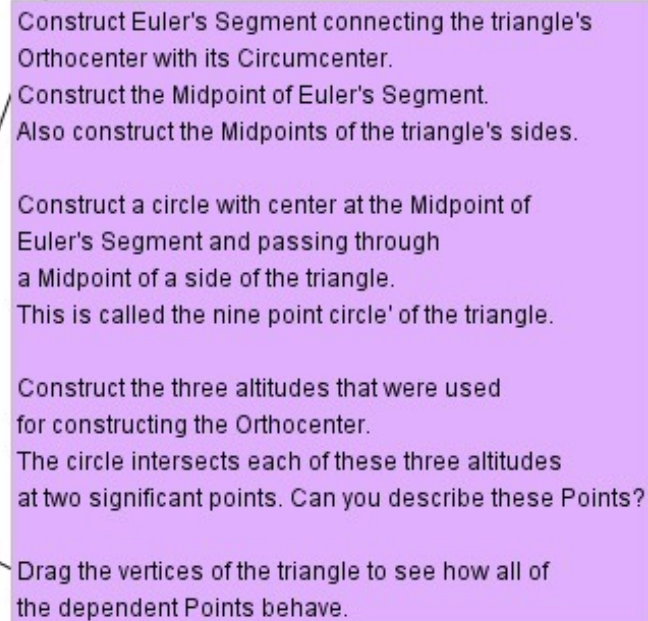 Construct Euler's Segment connecting the triangle's
Orthocenter with its Circumcenter.
Construct the Midpoint of Euler's Segment.
Also construct the Midpoints of the triangle's sides.
Construct a circle with center at the Midpoint of
Euler's Segment and passing through
a Midpoint of a side of the triangle.
This is called the nine point circle' of the triangle.
Construct the three altitudes that were used
for constructing the Orthocenter.
The circle intersects each of these three altitudes
at two significant points. Can you describe these Points?
Drag the vertices of the triangle to see how all of
the dependent Points behave.